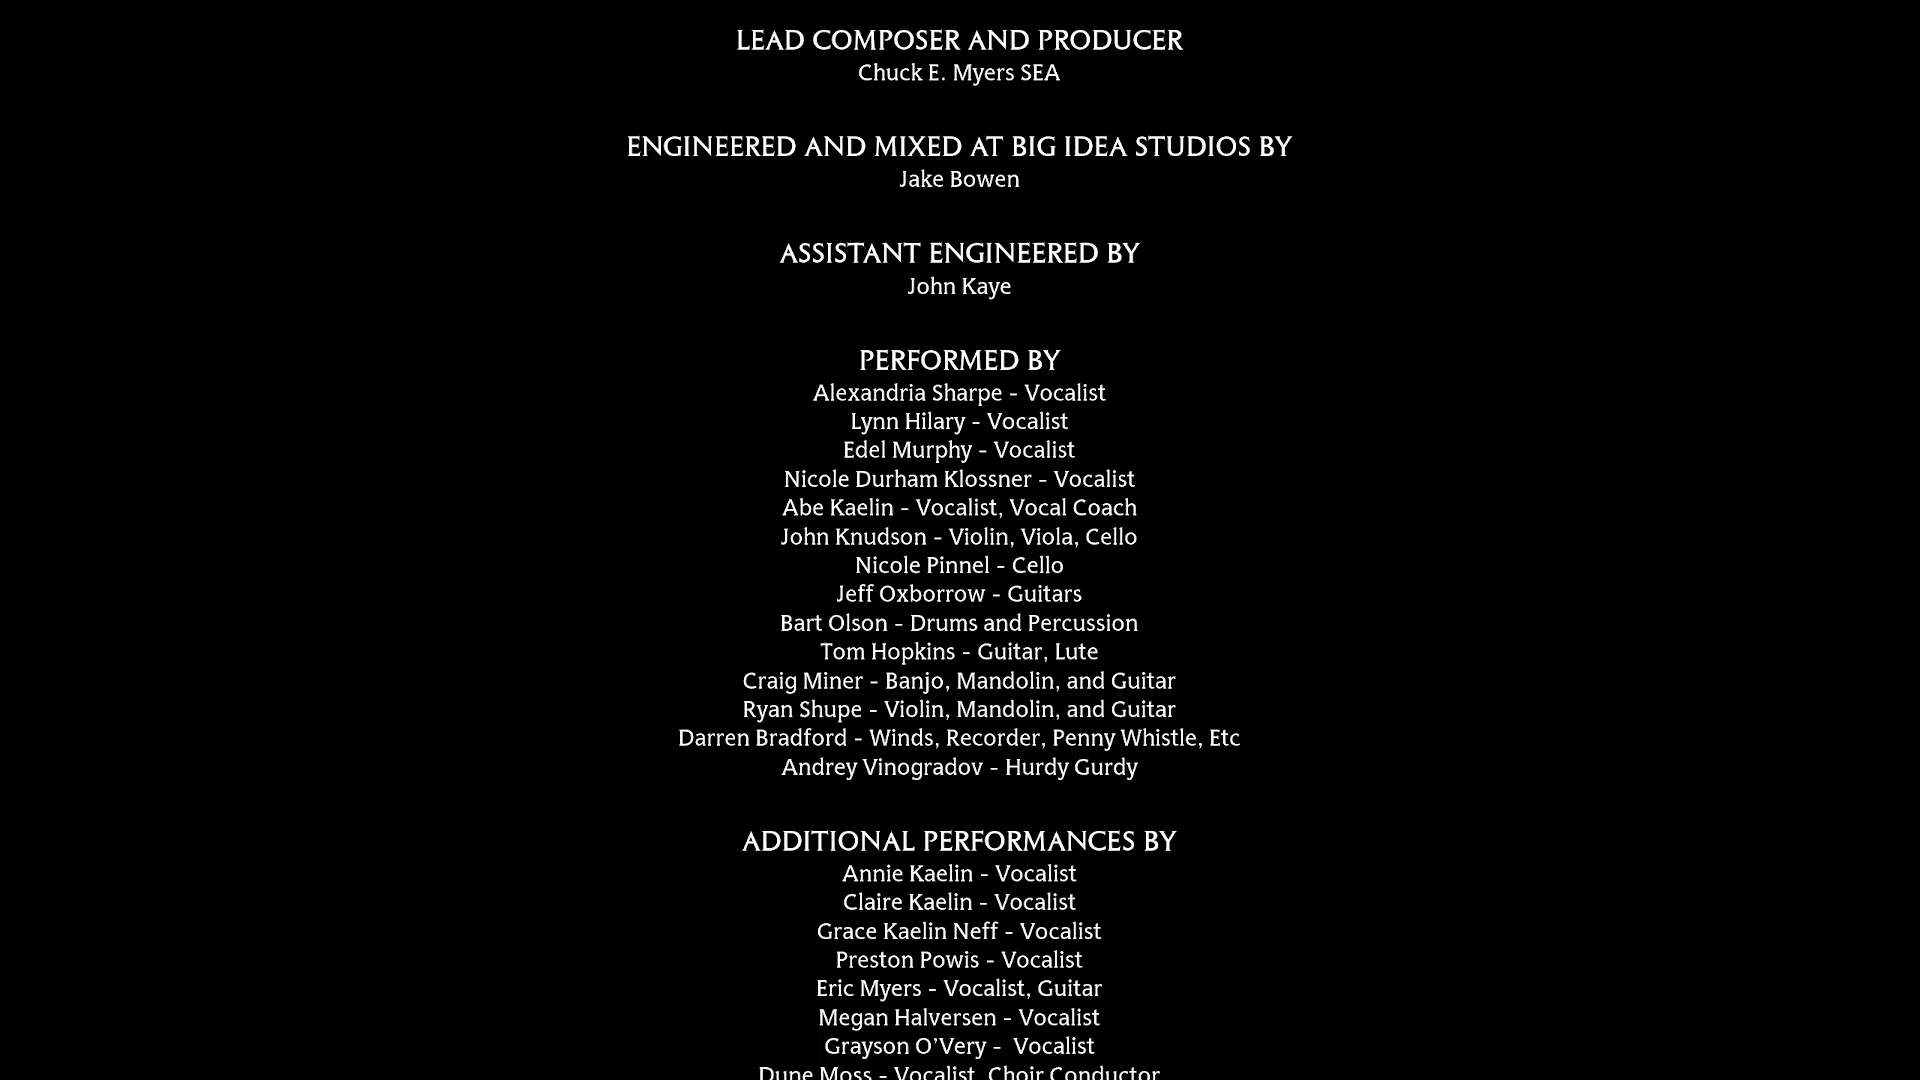 LEAD COMPOSER AND PRODUCER
Chuck E. Myers SEA
ENGINEERED AND MIXED AT BIG IDEA STUDIOS BY
Jake Bowen
ASSISTANT ENGINEERED BY
John Kaye
PERFORMED BY
Alexandria Sharpe - Vocalist
Lynn Hilary - Vocalist
Edel Murphy - Vocalist
Nicole Durham Klossner - Vocalist
Abe Kaelin - Vocalist, Vocal Coach
John Knudson - Violin, Viola, Cello
Nicole Pinnel - Cello
Jeff Oxborrow - Guitars
Bart Olson - Drums and Percussion
Tom Hopkins - Guitar, Lute
Craig Miner - Banjo, Mandolin, and Guitar
Ryan Shupe - Violin, Mandolin, and Guitar
Darren Bradford - Winds, Recorder, Penny Whistle, Etc
Andrey Vinogradov - Hurdy Gurdy
ADDITIONAL PERFORMANCES BY
Annie Kaelin - Vocalist
Claire Kaelin - Vocalist
Grace Kaelin Neff - Vocalist
Preston Powis - Vocalist
Eric Myers - Vocalist, Guitar
Megan Halversen - Vocalist
Grayson O’Very -  Vocalist
Dune Moss - Vocalist, Choir Conductor